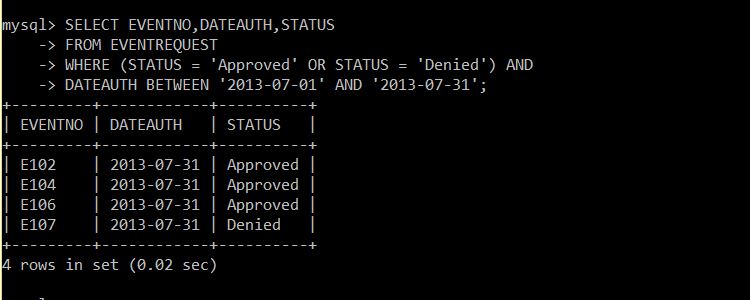 mysql> SELECT EVENTNO,DATEAUTH,STATUS
    -> FROM EVENTREQUEST
    -> WHERE (STATUS = 'Approved' OR STATUS = 'Denied') AND
    -> DATEAUTH BETWEEN '2013-07-01' AND '2013-07-31';
+---------+------------+----------+
| EVENTNO | DATEAUTH   | STATUS   |
+---------+------------+----------+
| E102    | 2013-07-31 | Approved |
| E104    | 2013-07-31 | Approved |
| E106    | 2013-07-31 | Approved |
| E107    | 2013-07-31 | Denied   |
+---------+------------+----------+
4 rows in set (0.02 sec)